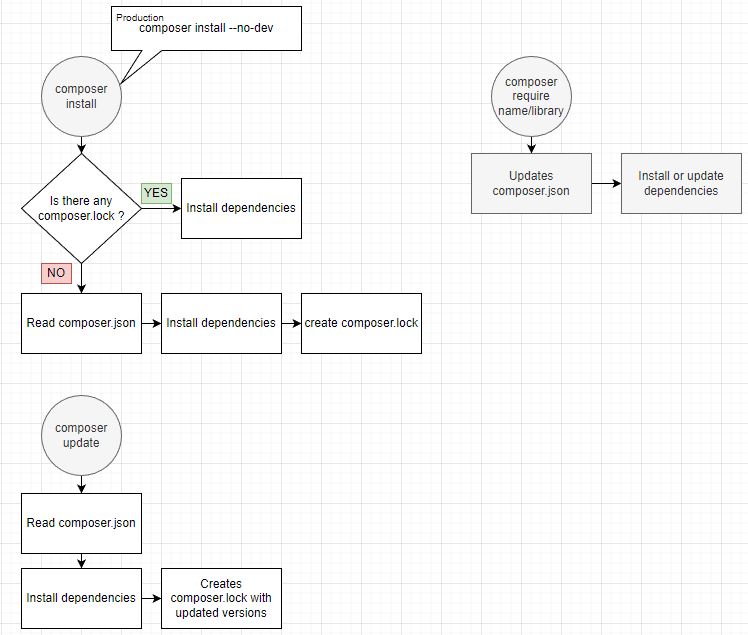 Production
composer install --no-dev
composer
install
Is there any
composer.lock ?
YES
Install dependencies
NO
Read composer.json
Install dependencies
create composer.lock
composer
require
name/library
Updates
composer.json
Install or update
dependencies
composer
update
Read composer.json
Install dependencies
Creates
composer.lock with
updated versions